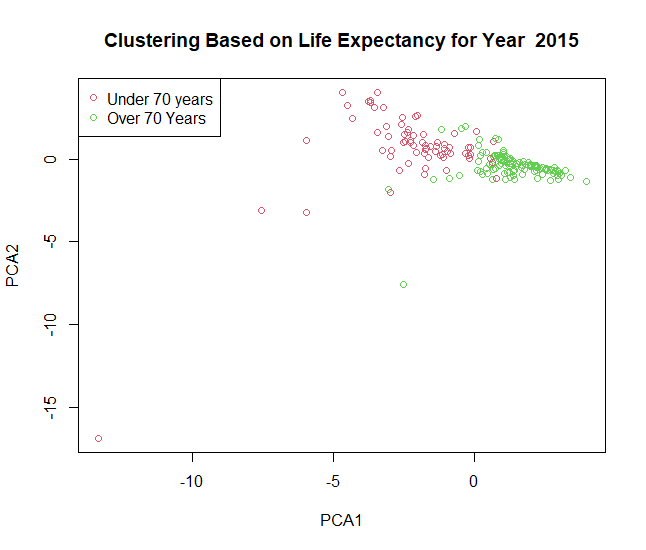 Clustering Based on Life Expectancy for Year  2015
Under 70 years
Over 70 Years
0
-5
-10
-15
PCA2
-10
-5
0
PCA1